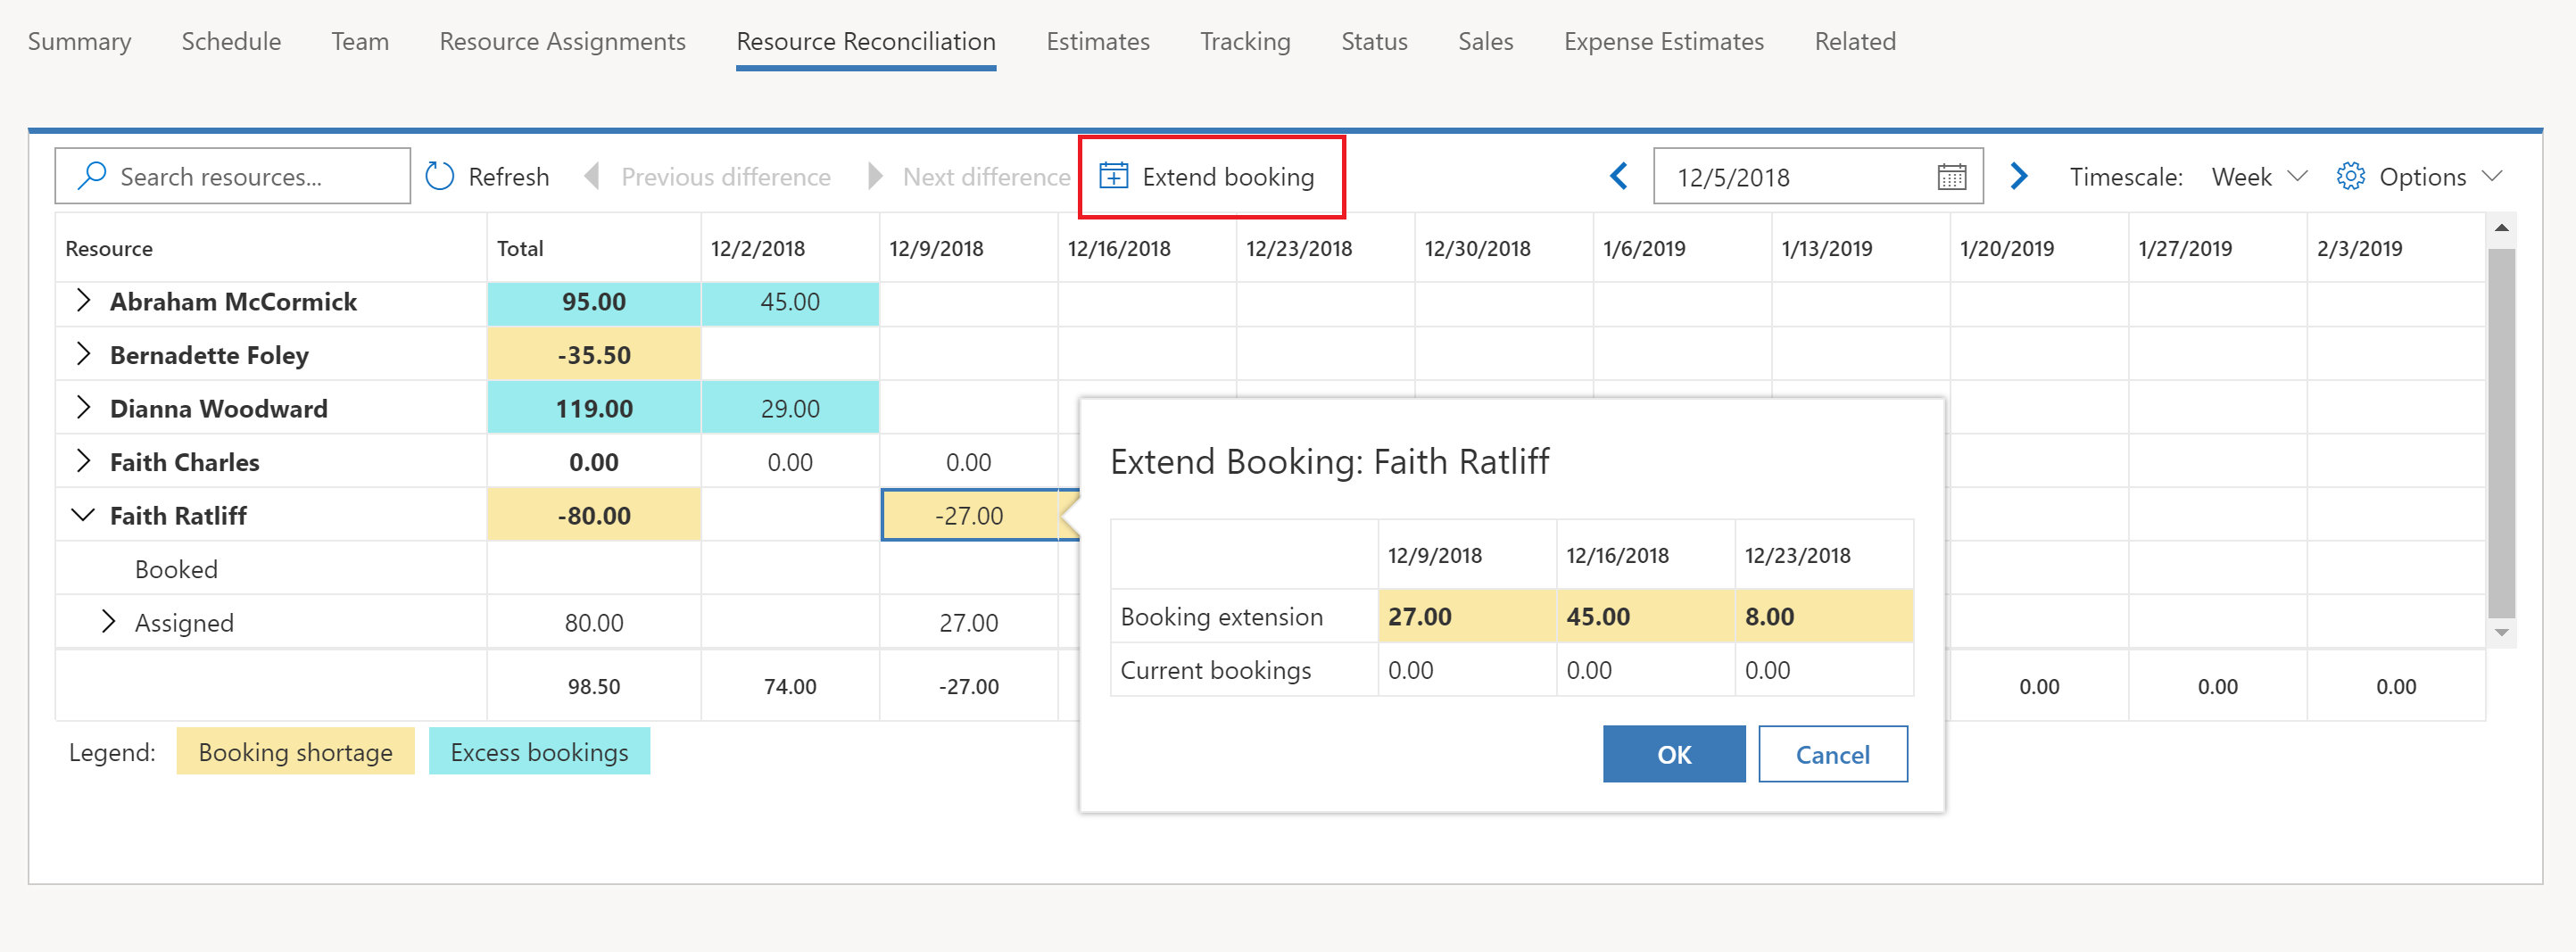 Summary Schedule Team Resource Assignments Resource Reconciliation Estimates Tracking Status Sales Expense Estimates Related
Search resources... Refresh Previous difference Next difference Extend booking 12/5/2018 Timescale: Week Options
Resource Total 12/2/2018 12/9/2018 12/16/2018 12/23/2018 12/30/2018 1/6/2019 1/13/2019 1/20/2019 1/27/2019 2/3/2019
Abraham McCormick 95.00 45.00
Bernadette Foley -35.50
Dianna Woodward 119.00 29.00
Faith Charles 0.00 0.00 0.00
Faith Ratliff -80.00 -27.00
Booked
Assigned 80.00 27.00
98.50 74.00 -27.00 0.00 0.00 0.00
Legend: Booking shortage Excess bookings
Extend Booking: Faith Ratliff
12/9/2018 12/16/2018 12/23/2018
Booking extension 27.00 45.00 8.00
Current bookings 0.00 0.00 0.00
OK Cancel